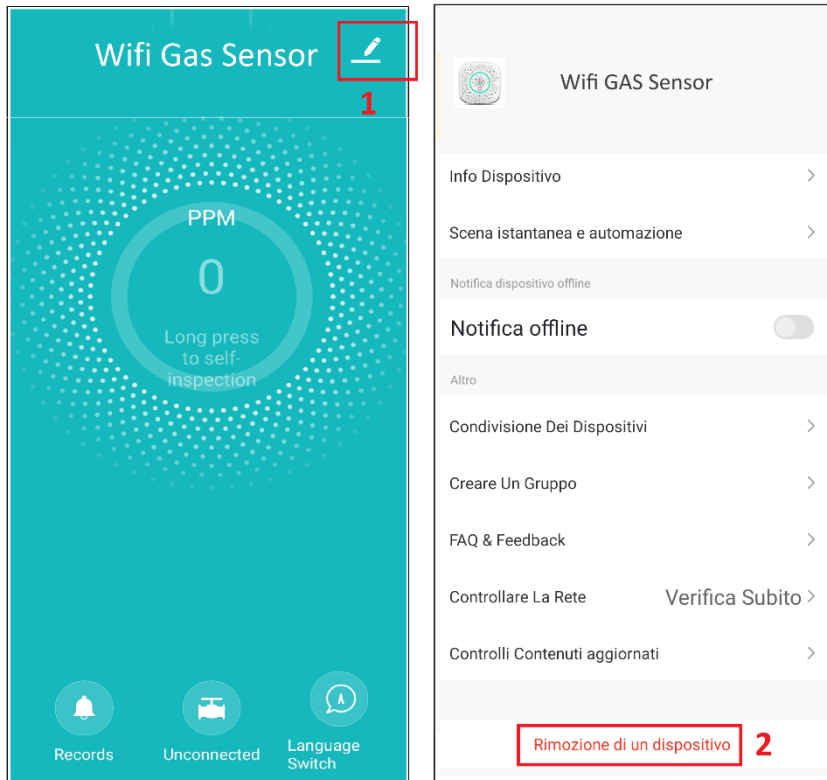 Wifi Gas Sensor
1
PPM
0
Long press
to self-
inspection
Records
Unconnected
A
Language
Switch
Wifi GAS Sensor
Info Dispositivo
Scena istantanea e automazione
Notifica dispositivo offline
Notifica offline
Altro
Condivisione Dei Dispositivi
Creare Un Gruppo
FAQ & Feedback
Controllare La Rete Verifica Subito
Controlli Contenuti aggiornati
Rimozione di un dispositivo 2